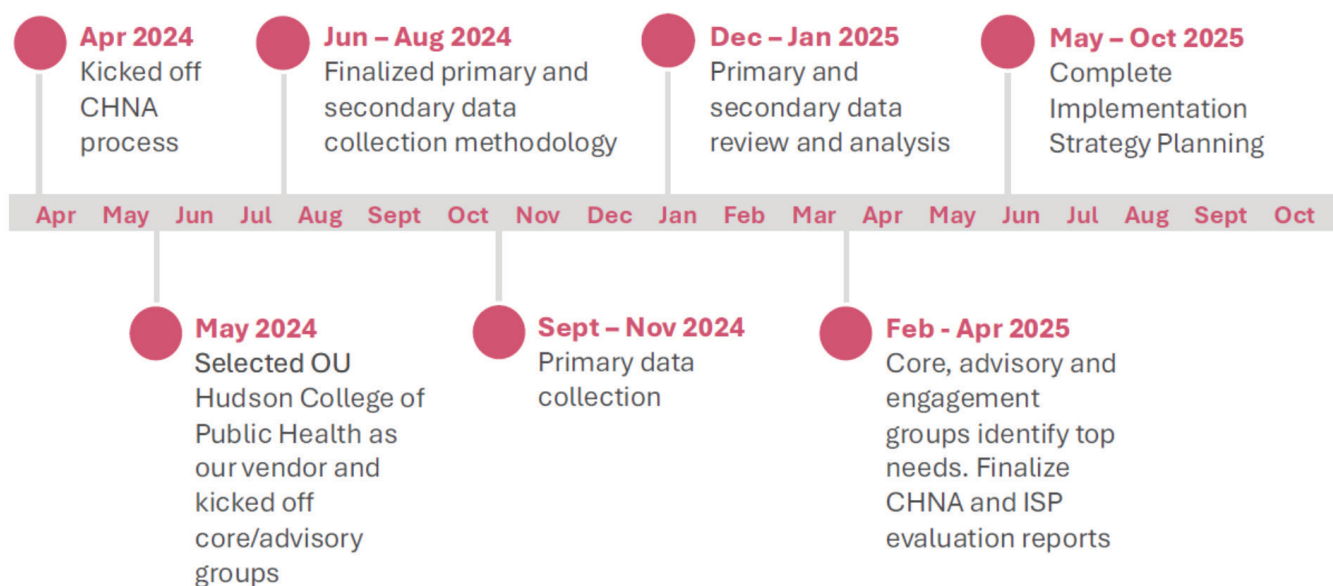 Apr 2024
Kicked off
CHNA
process
Jun – Aug 2024
Finalized primary and
secondary data
collection methodology
Dec – Jan 2025
Primary and
secondary data
review and analysis
May – Oct 2025
Complete
Implementation
Strategy Planning
Apr May Jun Jul Aug Sept Oct Nov Dec Jan Feb Mar Apr May Jun Jul Aug Sept Oct
May 2024
Selected OU
Hudson College of
Public Health as
our vendor and
kicked off
core/advisory
groups
Sept – Nov 2024
Primary data
collection
Feb - Apr 2025
Core, advisory and
engagement
groups identify top
needs. Finalize
CHNA and ISP
evaluation reports